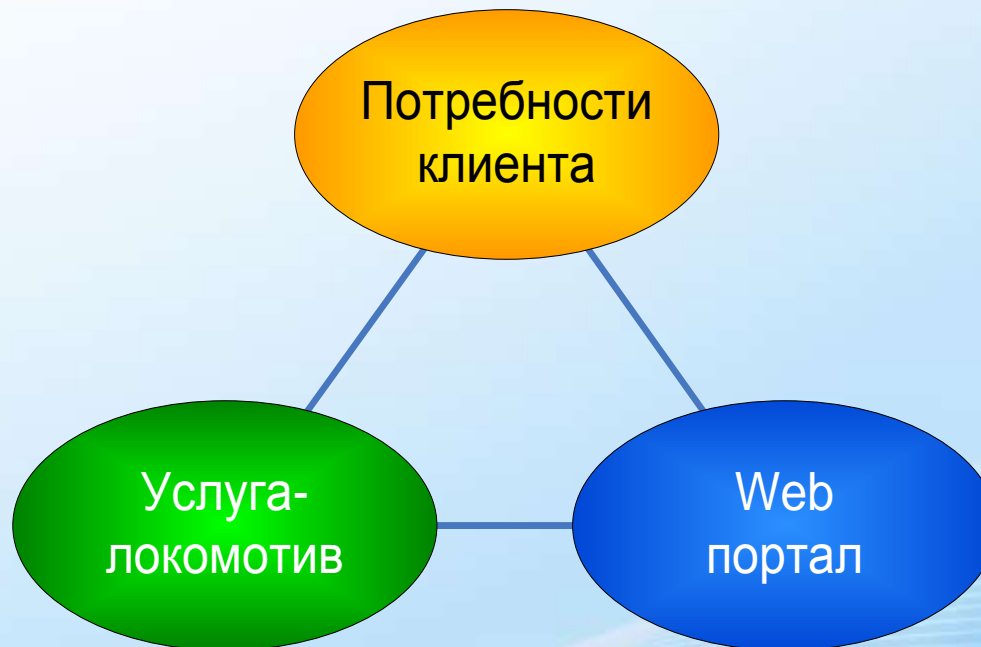 Потребности
клиента
Услуга-
локомотив
Web
портал